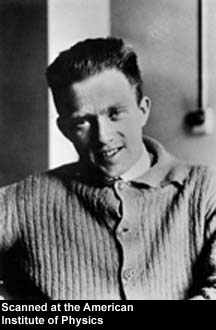 Scanned at the American
Institute of Physics